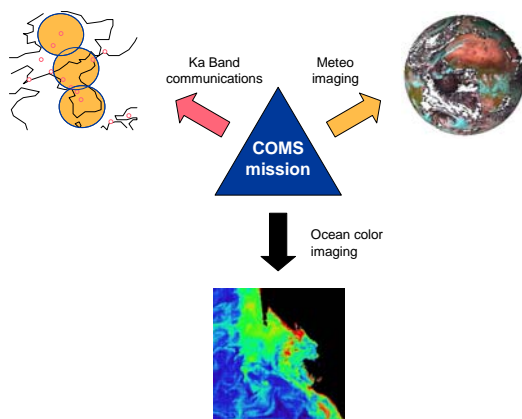 Ka Band
communications
Meteo
imaging
COMS
mission
Ocean color
imaging